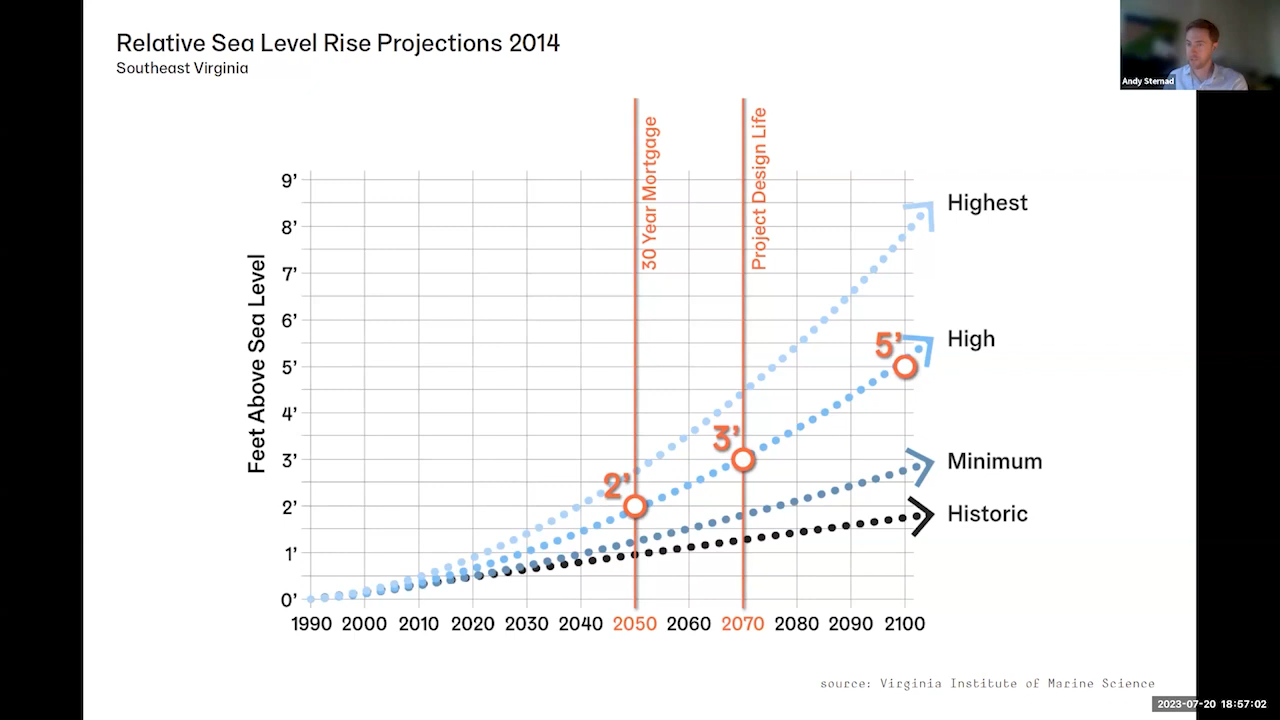 Relative Sea Level Rise Projections 2014
Southeast Virginia
Andy Sternad
30 Year Mortgage
Project Design Life
Feet Above Sea Level
9’
8’
7’
6’
5’
4’
3’
2’
1’
0’
2’
3’
5’
Highest
High
Minimum
Historic
1990 2000 2010 2020 2030 2040 2050 2060 2070 2080 2090 2100
source: Virginia Institute of Marine Science
2023-07-20 18:57:02